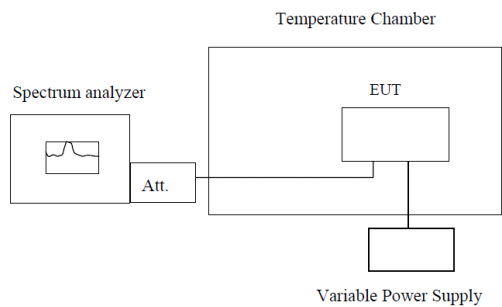 Temperature Chamber
Spectrum analyzer
EUT
Att.
Variable Power Supply